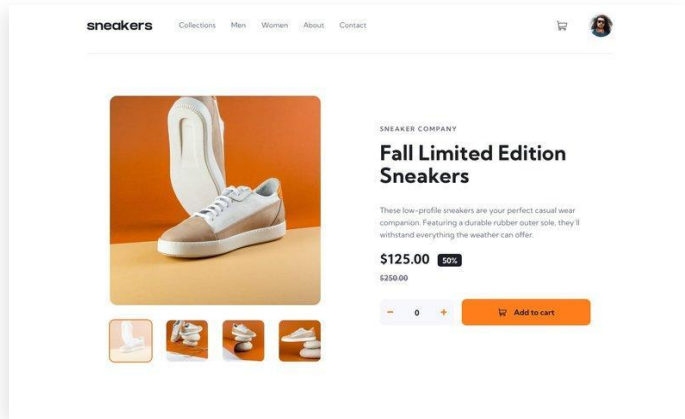 sneakers
Collections Men Women About Contact
SNEAKER COMPANY
Fall Limited Edition
Sneakers
These low-profile sneakers are your perfect casual wear
companion. Featuring a durable rubber outer sole, they'll
withstand everything the weather can offer.
$125.00 50%
$250.00
− 0 + Add to cart